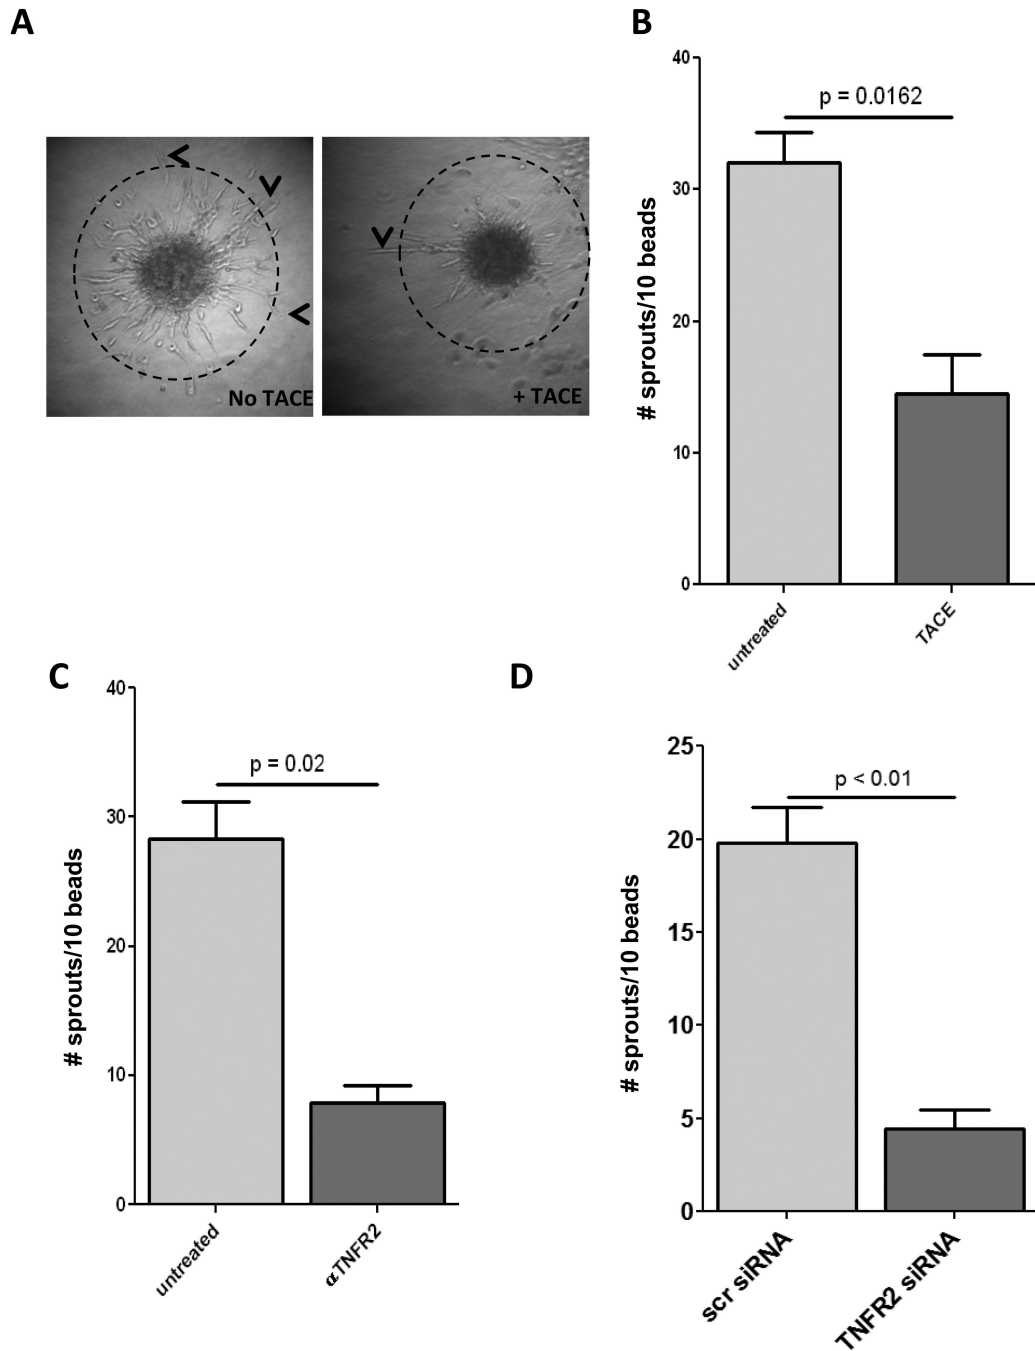 A
No TACE
+ TACE
B
# sprouts/10 beads
40
30
20
10
0
p = 0.0162
untreated
TACE
C
# sprouts/10 beads
40
30
20
10
0
p = 0.02
untreated
αTNFR2
D
# sprouts/10 beads
25
20
15
10
5
0
p < 0.01
scr siRNA
TNFR2 siRNA